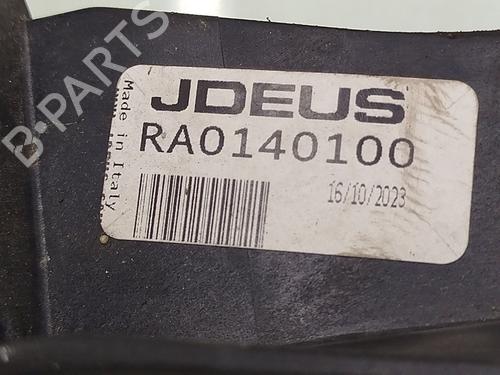 B-PARTS
JDEUS
RA0140100
16/10/2023
Made in Italy